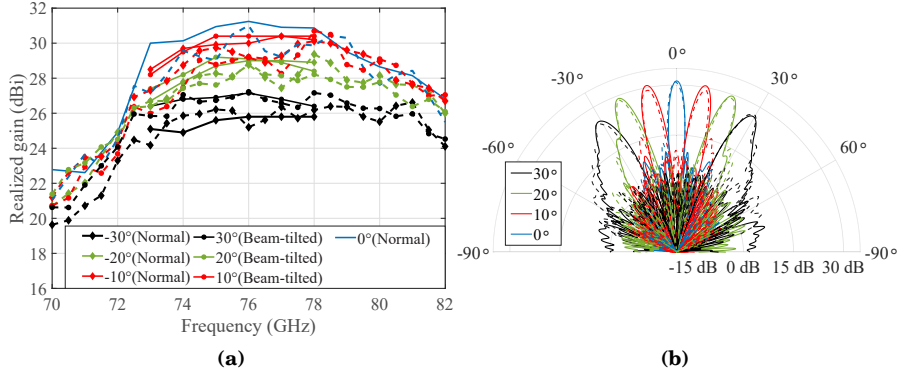 (a)
Realized gain (dBi)
32
30
28
26
24
22
20
18
16
-30°(Normal) 30°(Beam-tilted) 0°(Normal)
-20°(Normal) 20°(Beam-tilted)
-10°(Normal) 10°(Beam-tilted)
70 72 74 76 78 80 82
Frequency (GHz)
(a)
0°
-30° 30°
-60° 60°
30°
20°
10°
0°
-90° -90°
-15 dB 0 dB 15 dB 30 dB
(b)